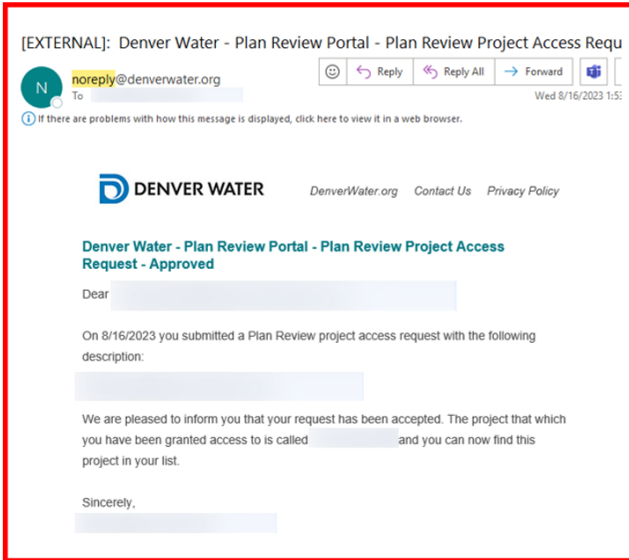 [EXTERNAL]: Denver Water - Plan Review Portal - Plan Review Project Access Requ
N
noreply@denverwater.org
Reply
Reply All
Forward
To
Wed 8/16/2023 1:53
If there are problems with how this message is displayed, click here to view it in a web browser.
DENVER WATER
DenverWater.org Contact Us Privacy Policy
Denver Water - Plan Review Portal - Plan Review Project Access
Request - Approved
Dear
On 8/16/2023 you submitted a Plan Review project access request with the following
description:
We are pleased to inform you that your request has been accepted. The project that which
you have been granted access to is called and you can now find this
project in your list.
Sincerely,